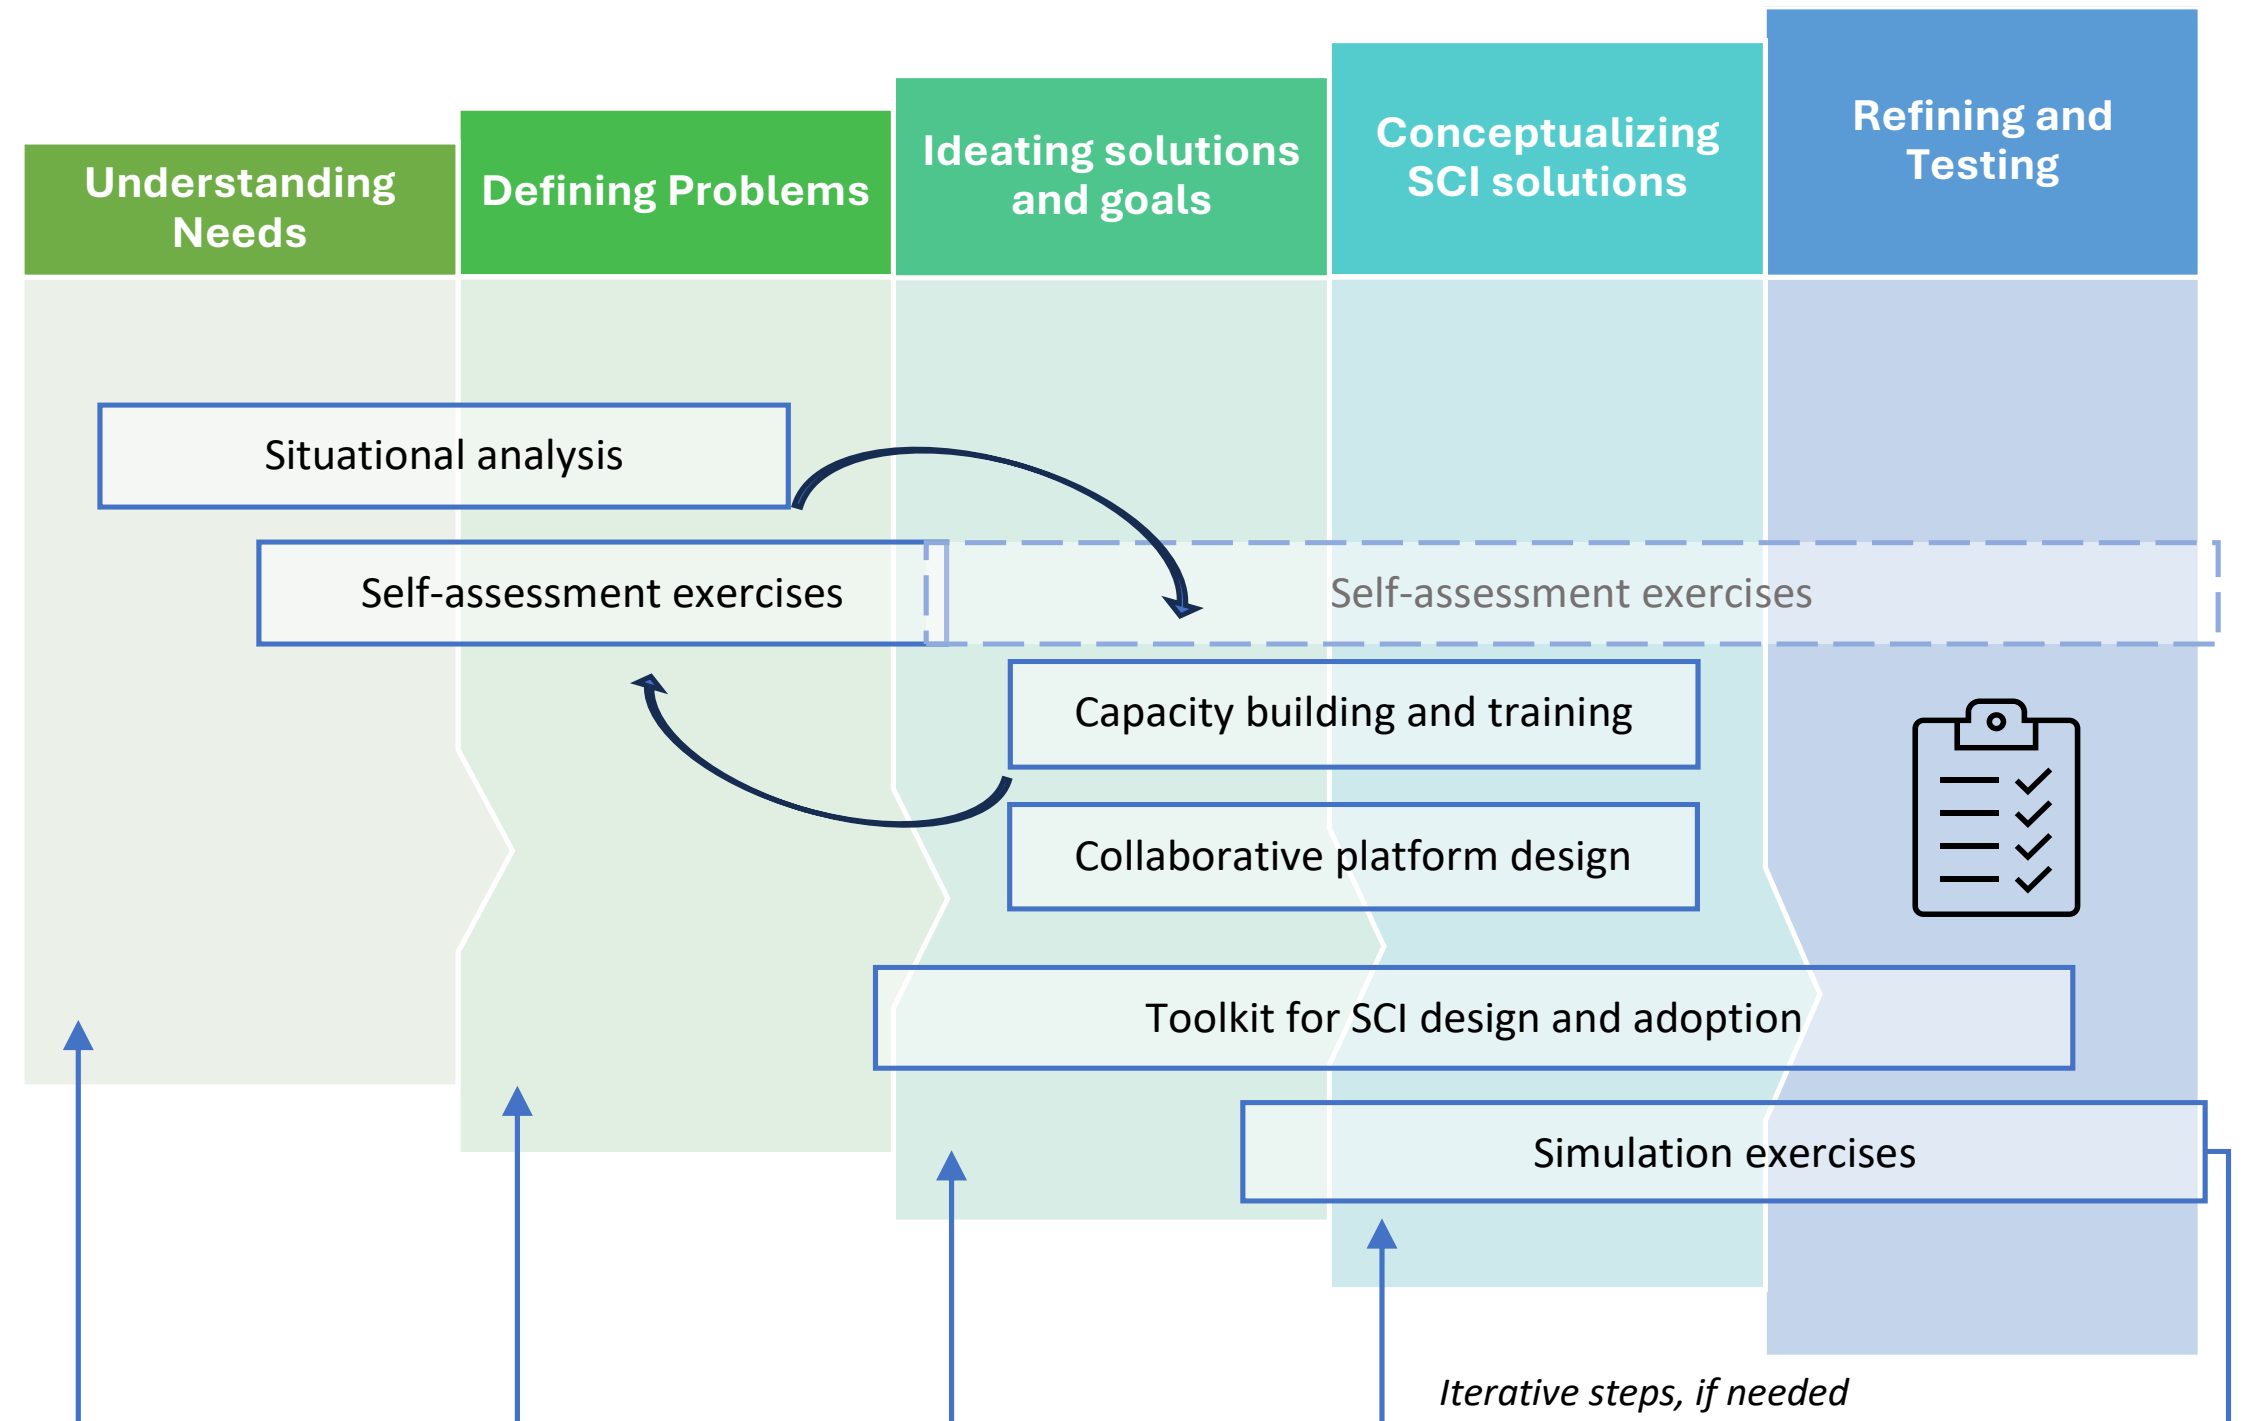 Understanding
Needs
Defining Problems
Ideating solutions
and goals
Conceptualizing
SCI solutions
Refining and
Testing
Situational analysis
Self-assessment exercises
Self-assessment exercises
Capacity building and training
Collaborative platform design
Toolkit for SCI design and adoption
Simulation exercises
Iterative steps, if needed